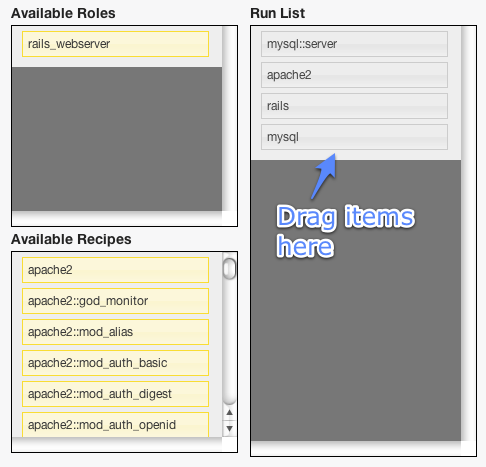 Available Roles
rails_webserver
Available Recipes
apache2
apache2::god_monitor
apache2::mod_alias
apache2::mod_auth_basic
apache2::mod_auth_digest
apache2::mod_auth_openid
Run List
mysql::server
apache2
rails
mysql
Drag items
here